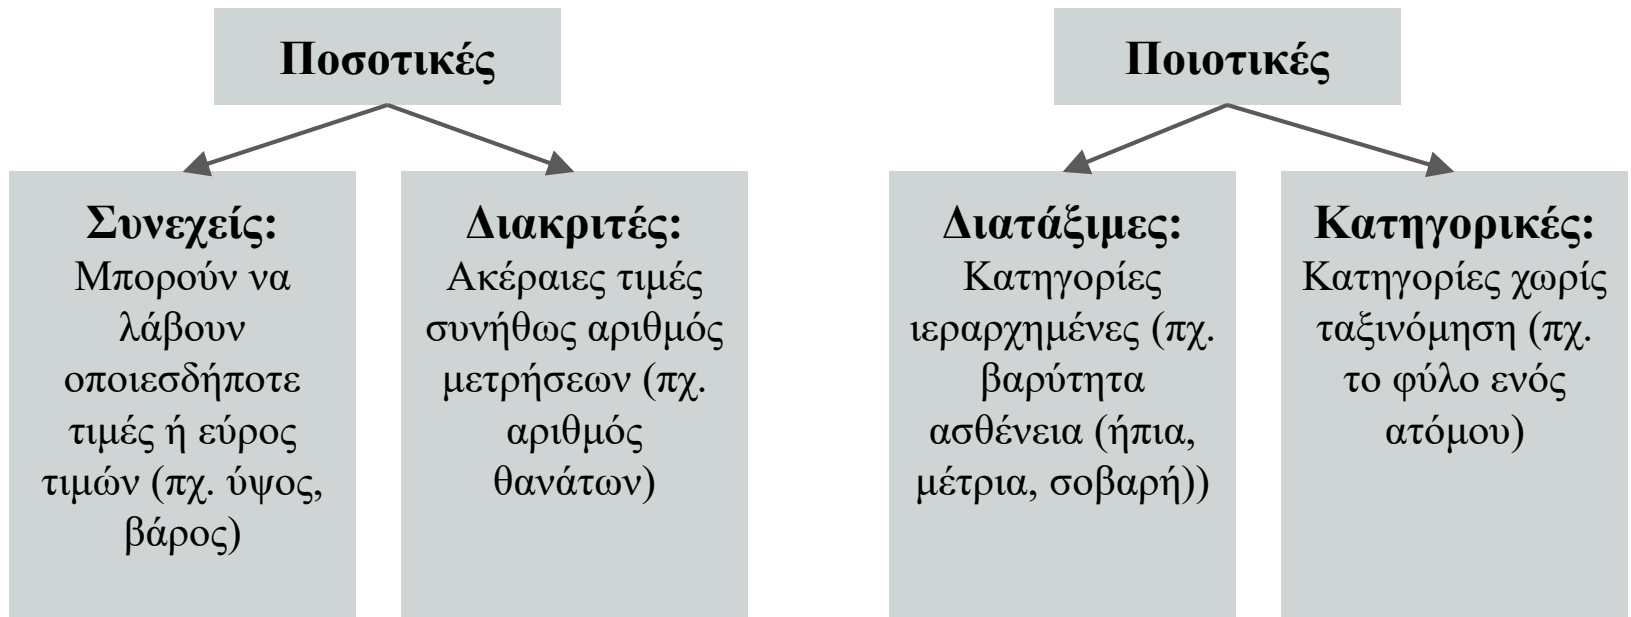 Ποσοτικές
Συνεχείς:
Μπορούν να
λάβουν
οποιεσδήποτε
τιμές ή εύρος
τιμών (πχ. ύψος,
βάρος)
Διακριτές:
Ακέραιες τιμές
συνήθως αριθμός
μετρήσεων (πχ.
αριθμός
θανάτων)
Ποιοτικές
Διατάξιμες:
Κατηγορίες
ιεραρχημένες (πχ.
βαρύτητα
ασθένεια (ήπια,
μέτρια, σοβαρή))
Κατηγορικές:
Κατηγορίες χωρίς
ταξινόμηση (πχ.
το φύλο ενός
ατόμου)